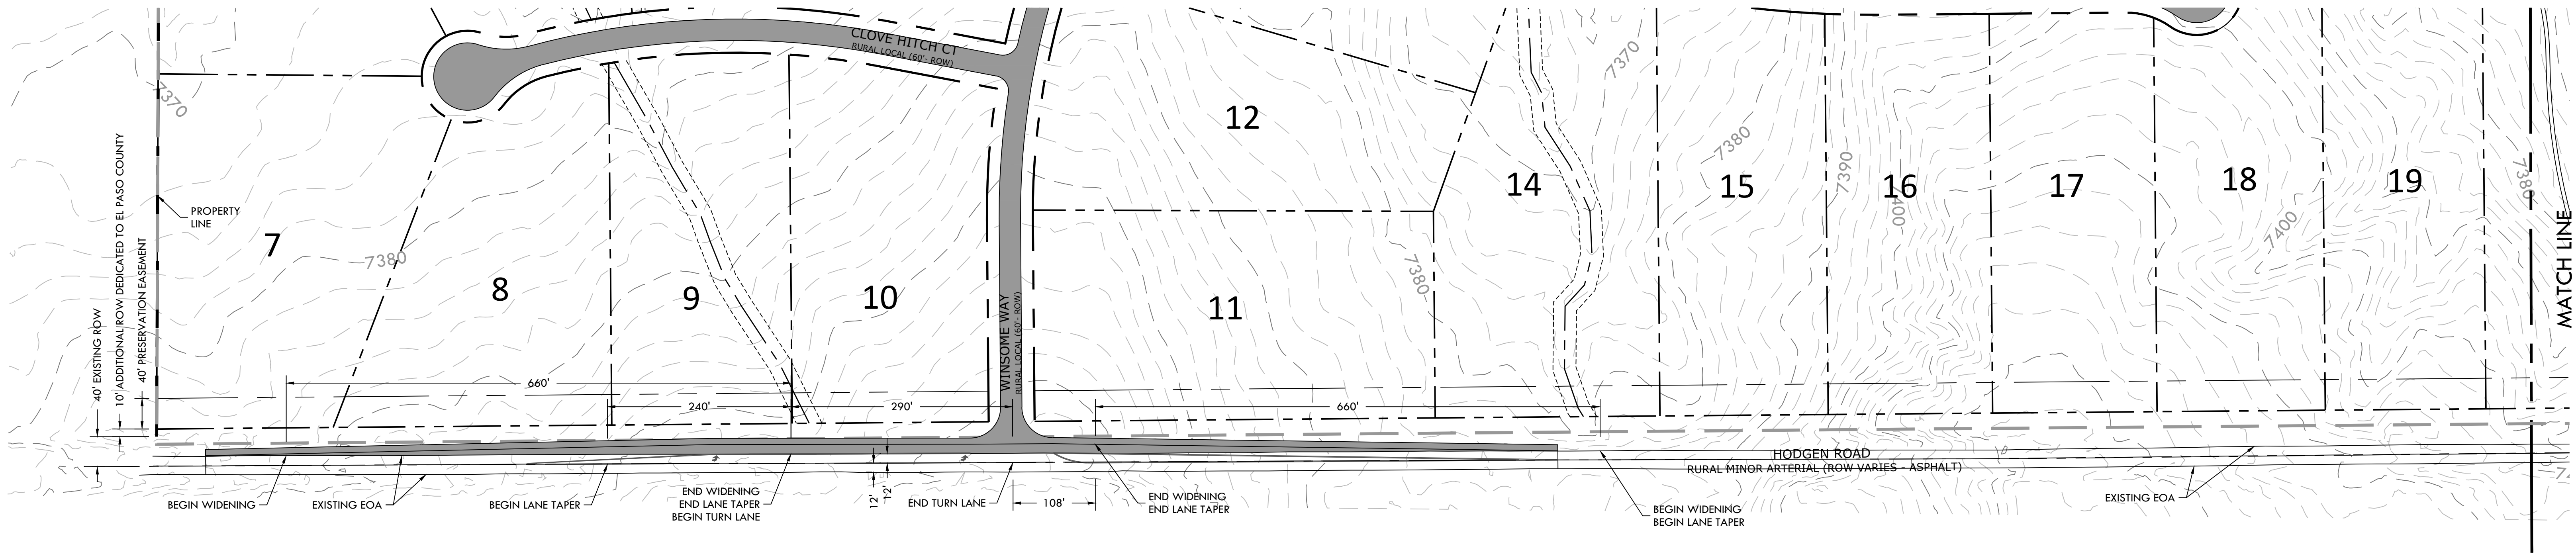 CLOVE HITCH CT
RURAL LOCAL (60'- ROW)
7370
7370
12
7380
7390
14
15
16
17
18
19
7380
7400
7400
MATCH LINE
PROPERTY
LINE
7
7380
8
9
10
11
7380
WINSOME WAY
RURAL LOCAL (60'- ROW)
40' EXISTING ROW
10' ADDITIONAL ROW DEDICATED TO EL PASO COUNTY
40' PRESERVATION EASEMENT
660'
240'
290'
660'
HODGEN ROAD
RURAL MINOR ARTERIAL (ROW VARIES - ASPHALT)
BEGIN WIDENING
EXISTING EOA
BEGIN LANE TAPER
END WIDENING
END LANE TAPER
BEGIN TURN LANE
12'
12'
END TURN LANE
108'
END WIDENING
END LANE TAPER
BEGIN WIDENING
BEGIN LANE TAPER
EXISTING EOA